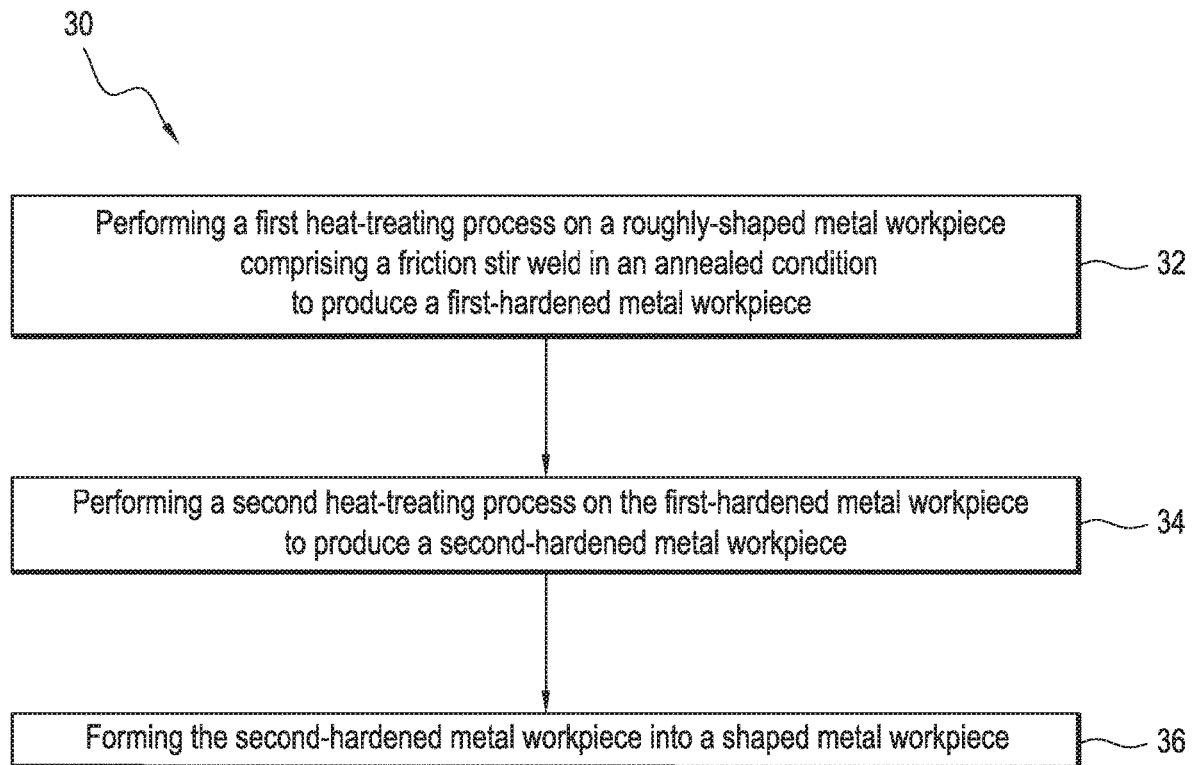 30
Performing a first heat-treating process on a roughly-shaped metal workpiece
comprising a friction stir weld in an annealed condition
to produce a first-hardened metal workpiece
32
Performing a second heat-treating process on the first-hardened metal workpiece
to produce a second-hardened metal workpiece
34
Forming the second-hardened metal workpiece into a shaped metal workpiece
36